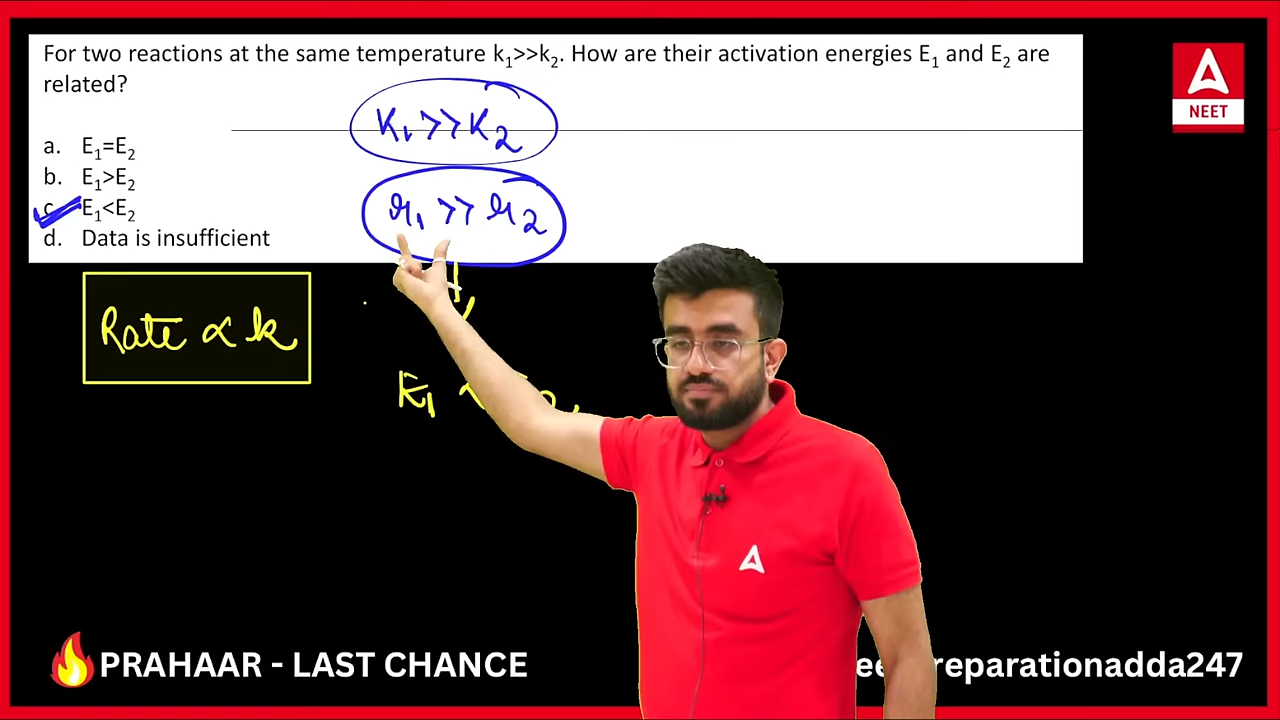 For two reactions at the same temperature k₁>>k₂. How are their activation energies E₁ and E₂ are
related?
K₁ >> K₂
a. E₁=E₂
b. E₁>E₂
c. E₁<E₂
d. Data is insufficient
r₁ >> r₂
NEET
Rate ∝ k
E₁
PRAHAAR - LAST CHANCE
reparationadda247